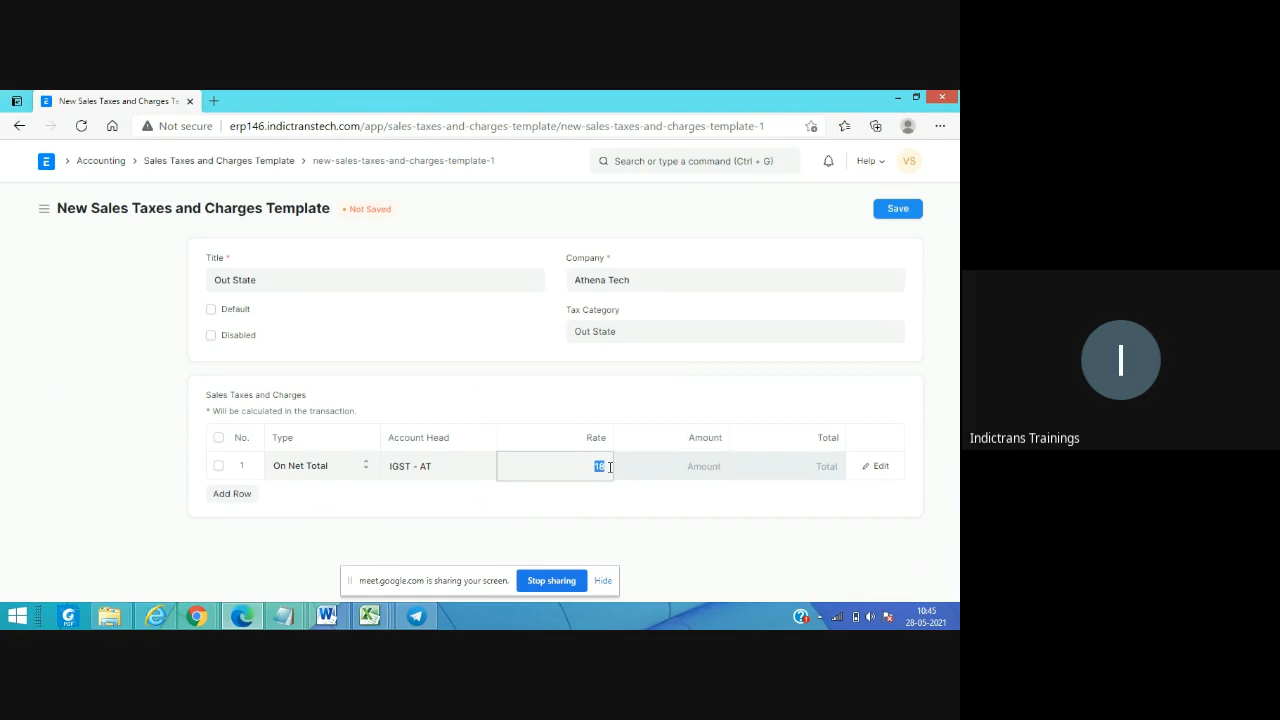 New Sales Taxes and Charges Te
Not secure erp146.indictranstech.com/app/sales-taxes-and-charges-template/new-sales-taxes-and-charges-template-1
E Accounting Sales Taxes and Charges Template new-sales-taxes-and-charges-template-1 Search or type a command (Ctrl + G) Help VS
New Sales Taxes and Charges Template • Not Saved Save
Title * Company *
Out State Athena Tech
Default Tax Category
Disabled Out State
Sales Taxes and Charges
* Will be calculated in the transaction.
No. Type Account Head Rate Amount Total
1 On Net Total IGST - AT 18 Amount Total Edit
Add Row
I
Indictrans Trainings
meet.google.com is sharing your screen. Stop sharing Hide
10:45
28-05-2021